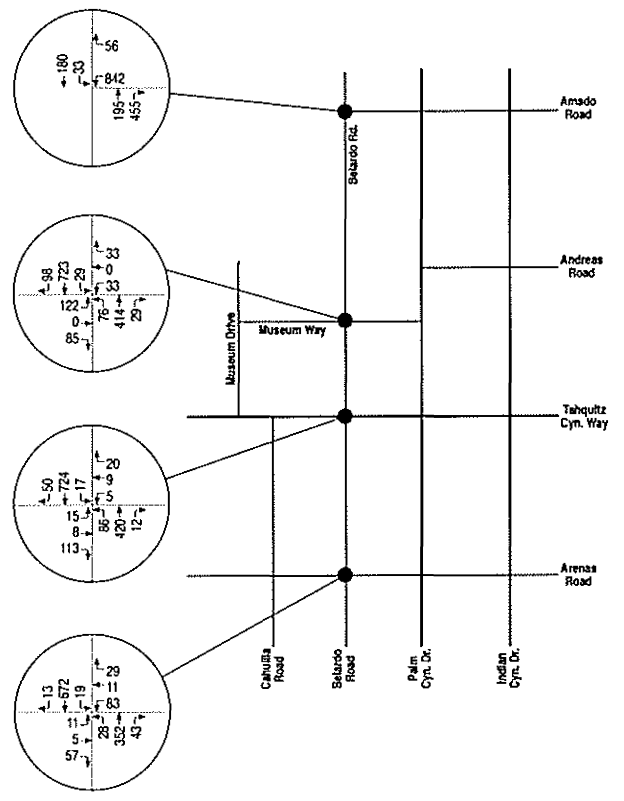 56
180
33
842
195
455
Amado
Road
Belardo Rd.
33
98
723
29
0
33
122
76
414
29
0
85
Andreas
Road
Museum Drive
Museum Way
Tahquitz
Cyn. Way
20
50
724
17
9
5
15
86
420
12
8
113
Arenas
Road
Cahuilla
Road
Belardo
Road
Palm
Cyn. Dr.
Indian
Cyn. Dr.
29
13
672
19
11
83
11
28
352
43
5
57